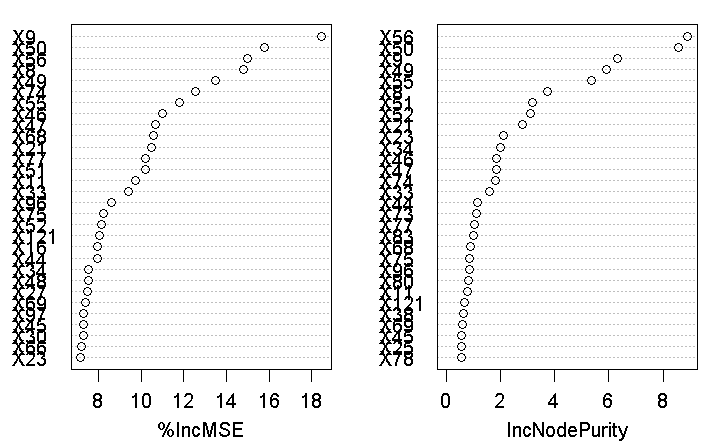 X9
X50
X56
X8
X49
X74
X55
X46
X47
X68
X21
X77
X51
X11
X33
X96
X75
X52
X121
X16
X44
X34
X48
X27
X69
X97
X45
X30
X66
X23
8 10 12 14 16 18
%IncMSE
X56
X50
X9
X49
X55
X8
X51
X52
X21
X23
X34
X46
X47
X74
X33
X44
X73
X77
X83
X68
X75
X96
X80
X11
X121
X38
X69
X45
X25
X78
0 2 4 6 8
IncNodePurity